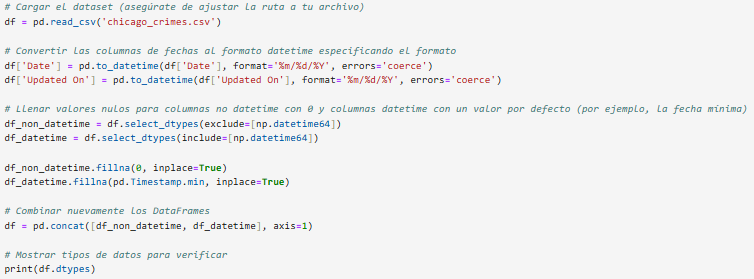 # Cargar el dataset (asegúrate de ajustar la ruta a tu archivo)
df = pd.read_csv('chicago_crimes.csv')

# Convertir las columnas de fechas al formato datetime especificando el formato
df['Date'] = pd.to_datetime(df['Date'], format='%m/%d/%Y', errors='coerce')
df['Updated On'] = pd.to_datetime(df['Updated On'], format='%m/%d/%Y', errors='coerce')

# Llenar valores nulos para columnas no datetime con 0 y columnas datetime con un valor por defecto (por ejemplo, la fecha mínima)
df_non_datetime = df.select_dtypes(exclude=[np.datetime64])
df_datetime = df.select_dtypes(include=[np.datetime64])

df_non_datetime.fillna(0, inplace=True)
df_datetime.fillna(pd.Timestamp.min, inplace=True)

# Combinar nuevamente los DataFrames
df = pd.concat([df_non_datetime, df_datetime], axis=1)

# Mostrar tipos de datos para verificar
print(df.dtypes)